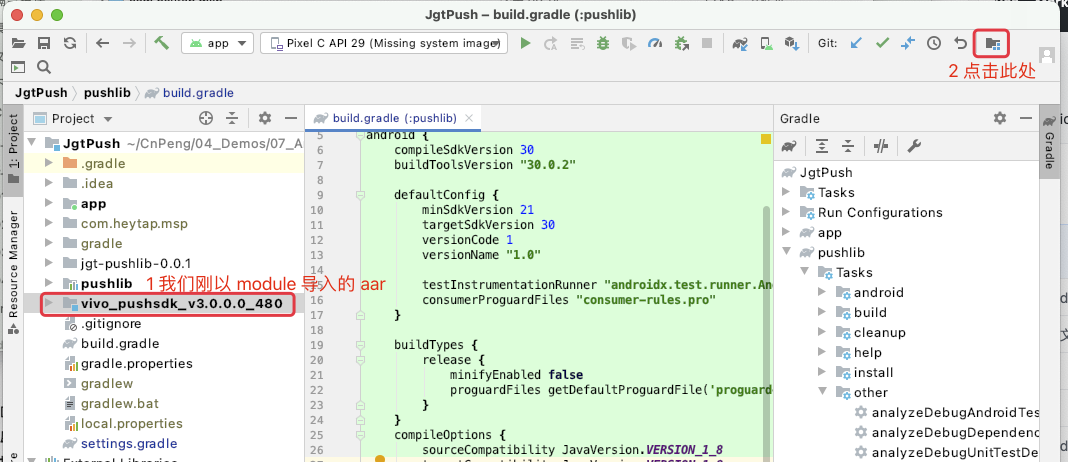 JgtPush – build.gradle (:pushlib)
app
Pixel C API 29 (Missing system image)
Git:
2 点击此处
JgtPush
pushlib
build.gradle
1: Project
Resource Manager
Project
JgtPush ~/CnPeng/04_Demos/07_A
.gradle
.idea
app
com.heytap.msp
gradle
jgt-pushlib-0.0.1
pushlib
1 我们刚以 module 导入的 aar
vivo_pushsdk_v3.0.0.0_480
.gitignore
build.gradle
gradle.properties
gradlew
gradlew.bat
local.properties
settings.gradle
build.gradle (:pushlib)
5 android {
6 compileSdkVersion 30
7 buildToolsVersion "30.0.2"
8
9 defaultConfig {
10 minSdkVersion 21
11 targetSdkVersion 30
12 versionCode 1
13 versionName "1.0"
14
15 testInstrumentationRunner "androidx.test.runner.An
16 consumerProguardFiles "consumer-rules.pro"
17 }
18
19 buildTypes {
20 release {
21 minifyEnabled false
22 proguardFiles getDefaultProguardFile('proguard
23 }
24 }
25 compileOptions {
26 sourceCompatibility JavaVersion.VERSION_1_8
Gradle
Gradle
JgtPush
Tasks
Run Configurations
app
pushlib
Tasks
android
build
cleanup
help
install
other
analyzeDebugAndroidTes
analyzeDebugDependenc
analyzeDebugUnitTestDe